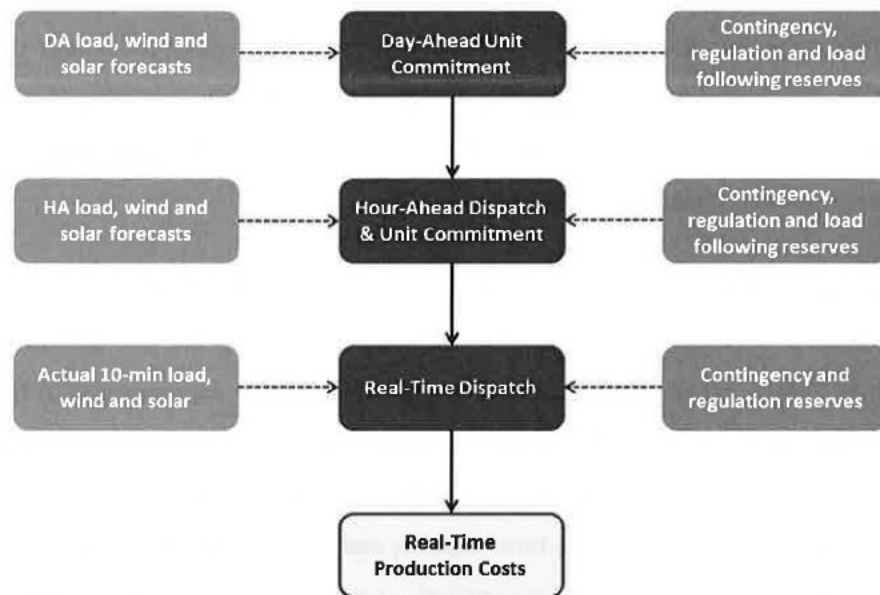 DA load, wind and
solar forecasts
Day-Ahead Unit
Commitment
Contingency,
regulation and load
following reserves
HA load, wind and
solar forecasts
Hour-Ahead Dispatch
& Unit Commitment
Contingency,
regulation and load
following reserves
Actual 10-min load,
wind and solar
Real-Time Dispatch
Contingency and
regulation reserves
Real-Time
Production Costs